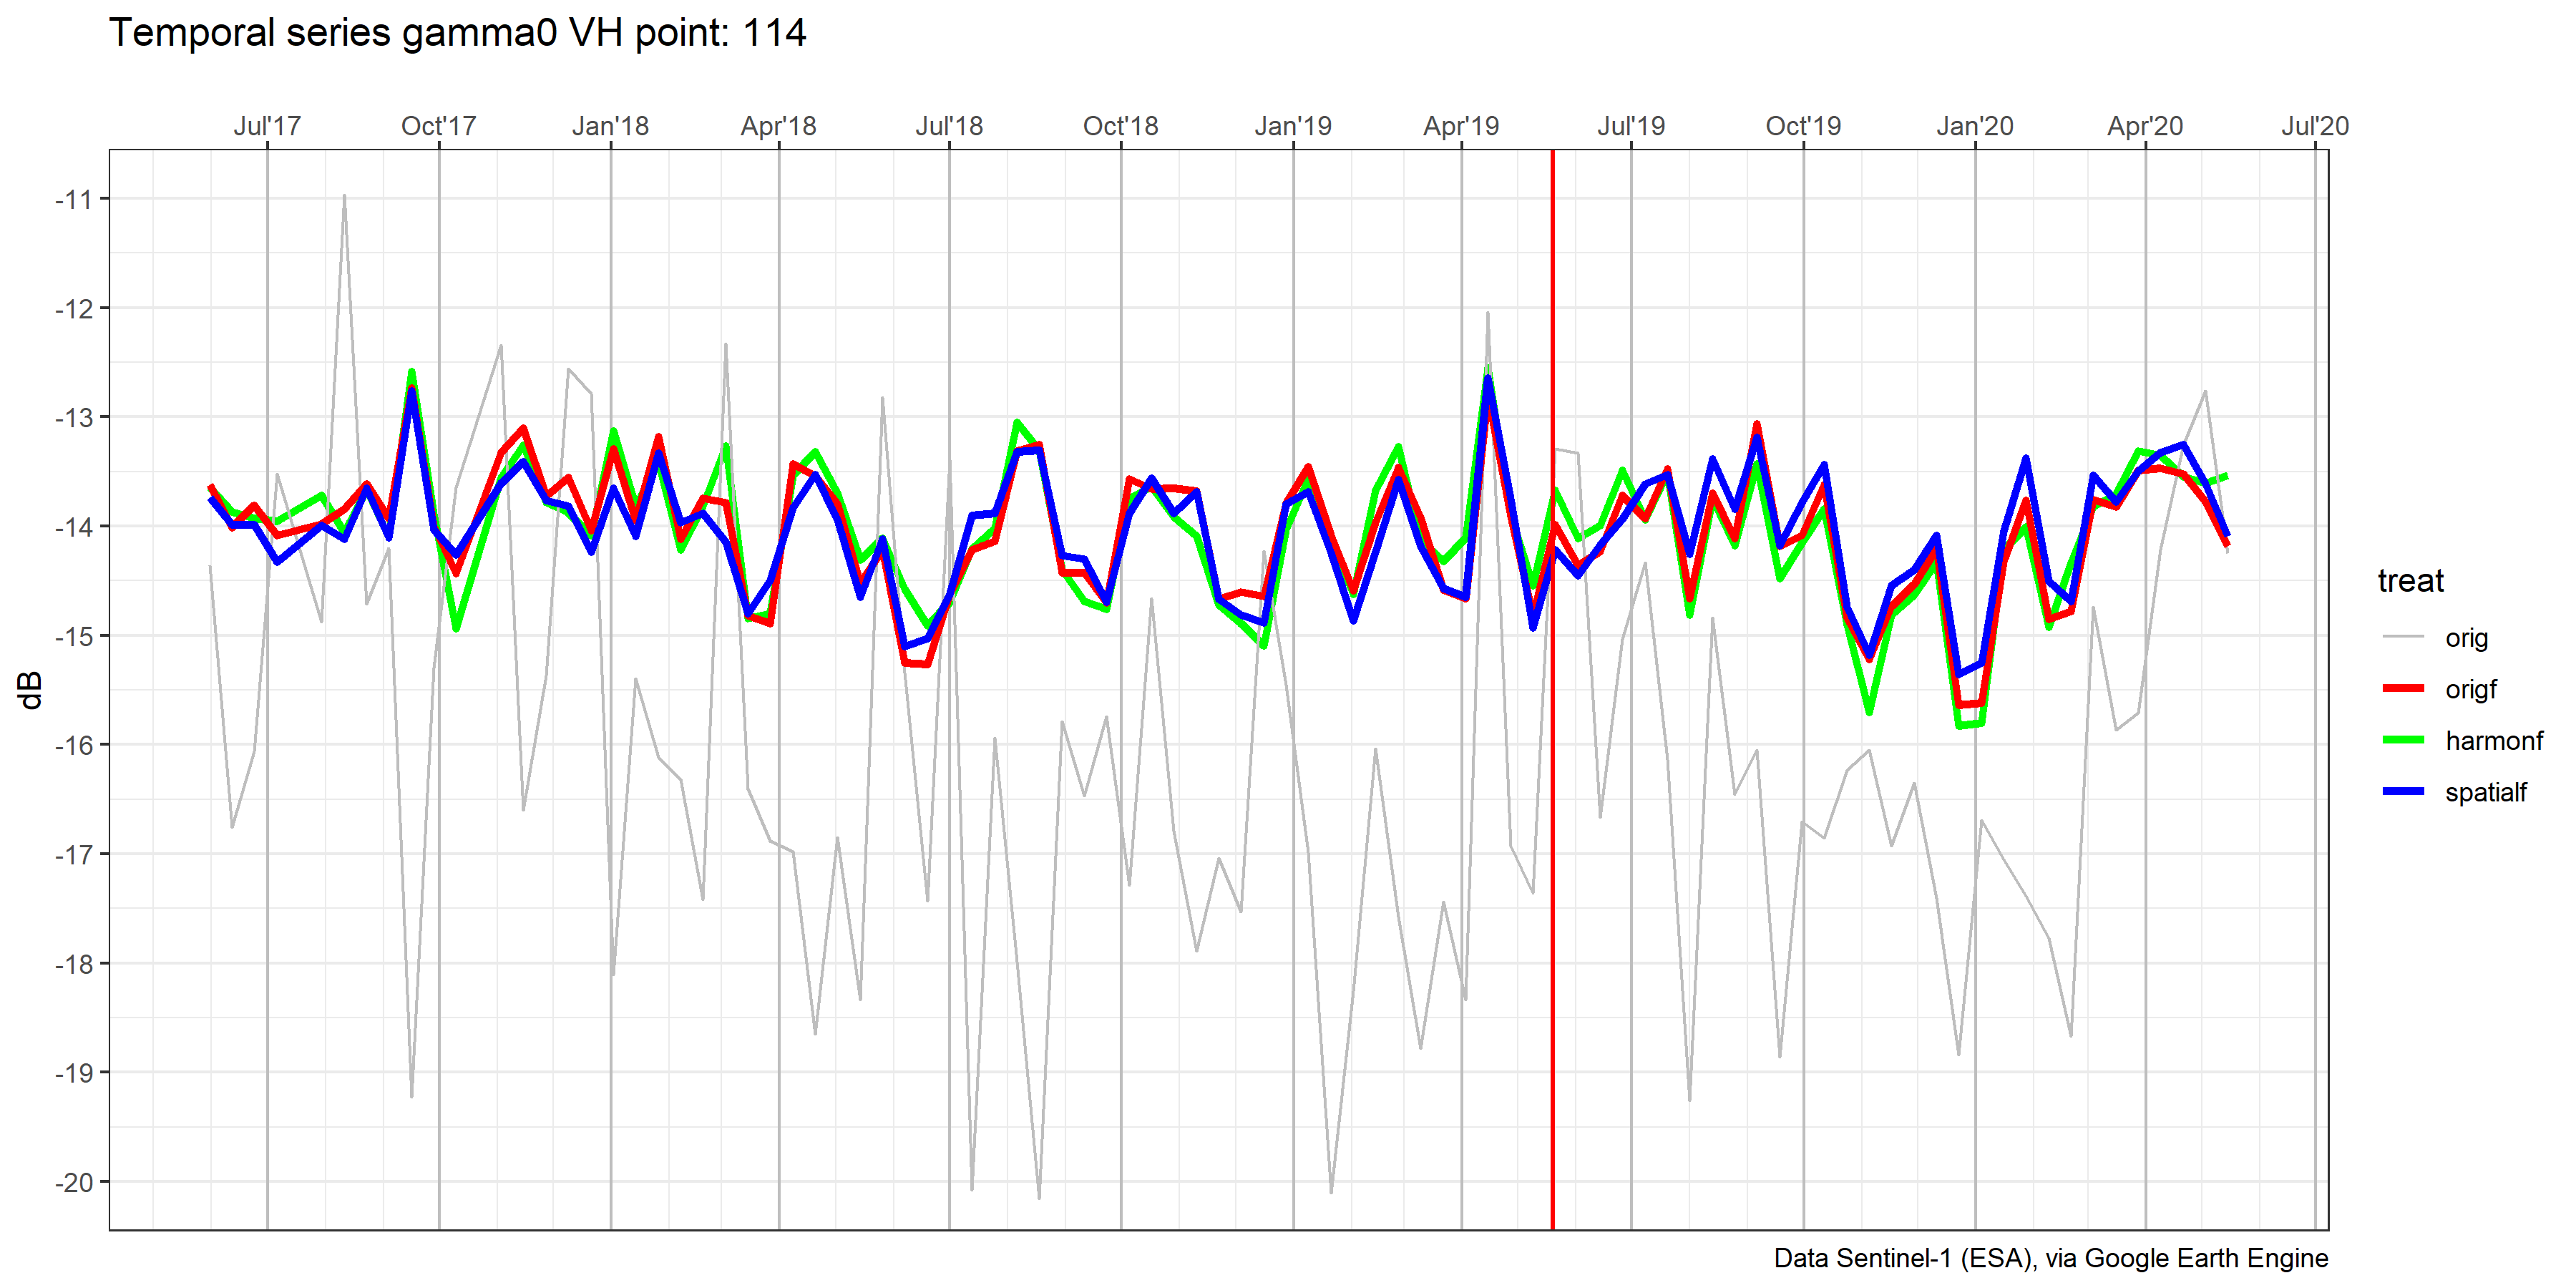 Temporal series gamma0 VH point: 114
Jul'17 Oct'17 Jan'18 Apr'18 Jul'18 Oct'18 Jan'19 Apr'19 Jul'19 Oct'19 Jan'20 Apr'20 Jul'20
-11
-12
-13
-14
-15
-16
-17
-18
-19
-20
dB
treat
orig
origf
harmonf
spatialf
Data Sentinel-1 (ESA), via Google Earth Engine